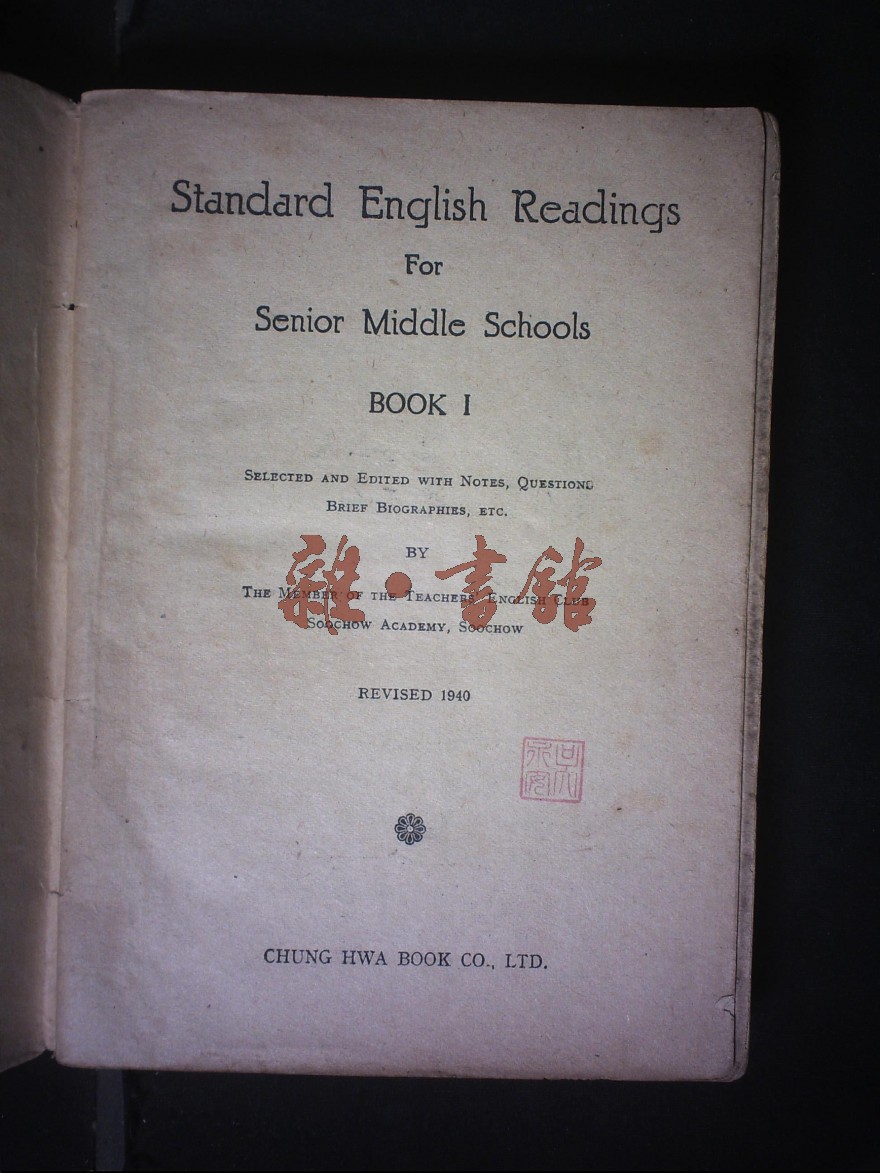 Standard English Readings
For
Senior Middle Schools
BOOK I
SELECTED AND EDITED WITH NOTES, QUESTIONS
BRIEF BIOGRAPHIES, ETC.
BY
雜·書館
THE MEMBER OF THE TEACHERS' ENGLISH CLUB
SOOCHOW ACADEMY, SOOCHOW
REVISED 1940
CHUNG HWA BOOK CO., LTD.